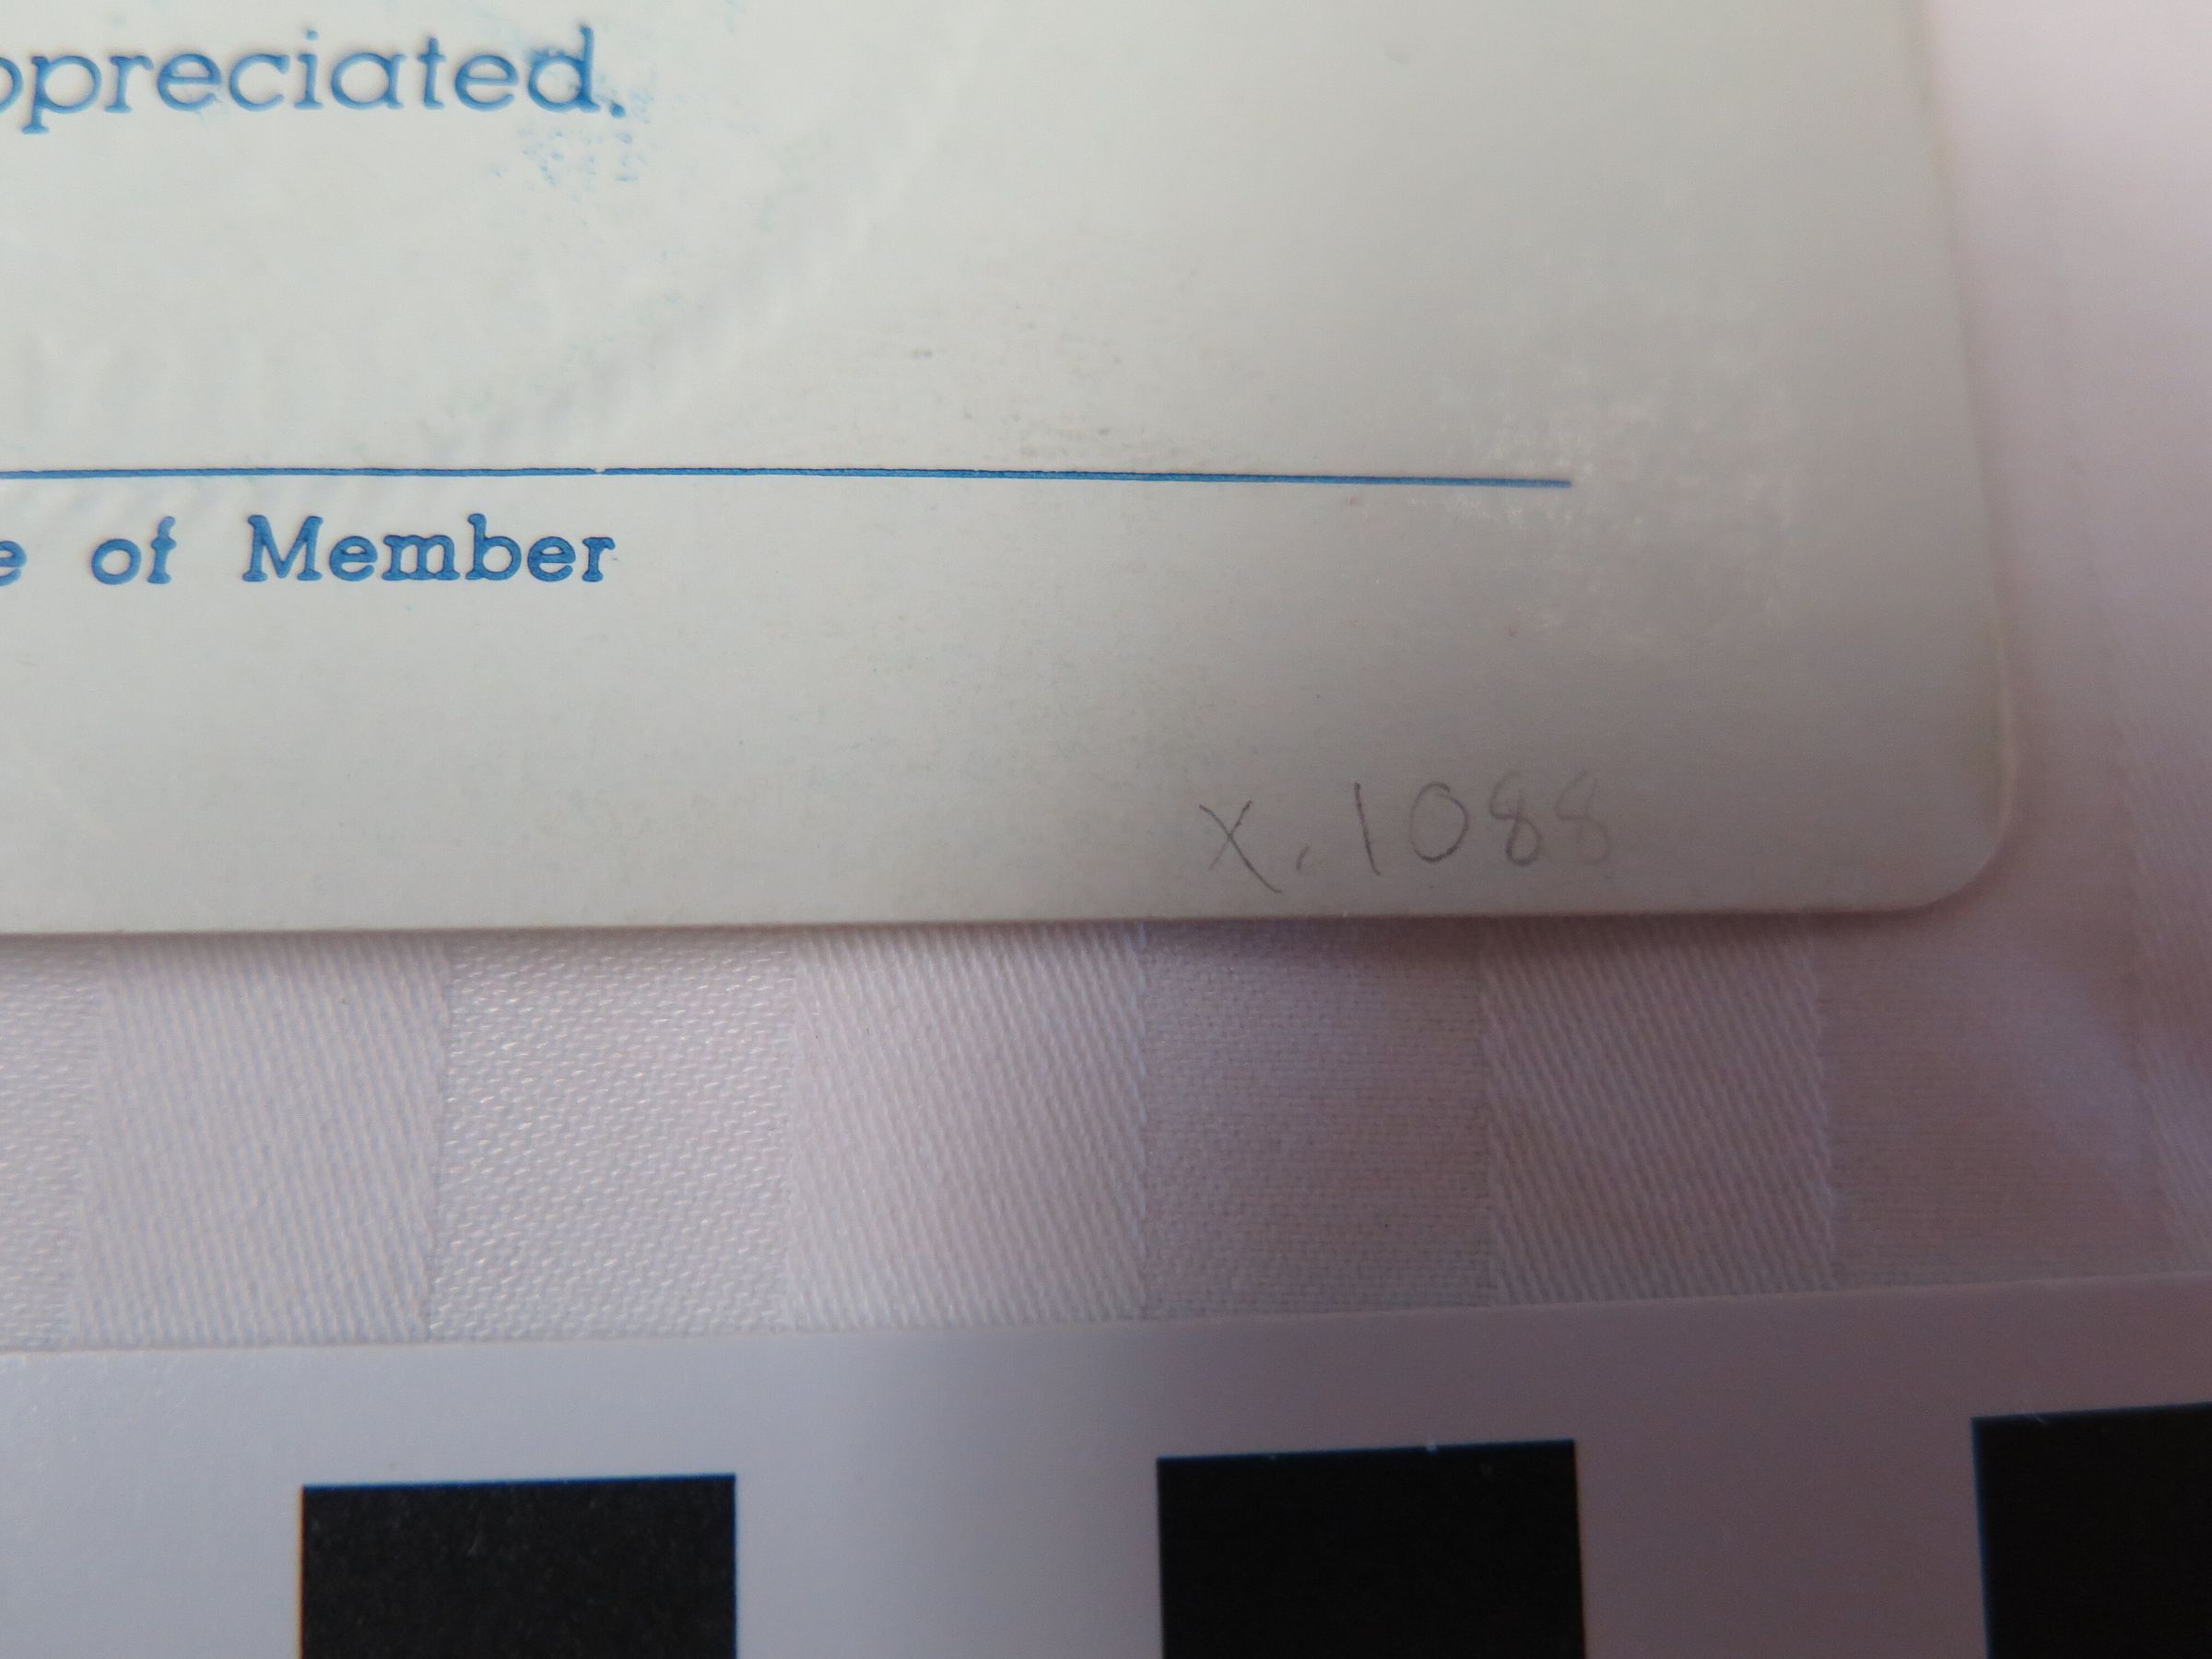 ppreciated.
e of Member
X.1088